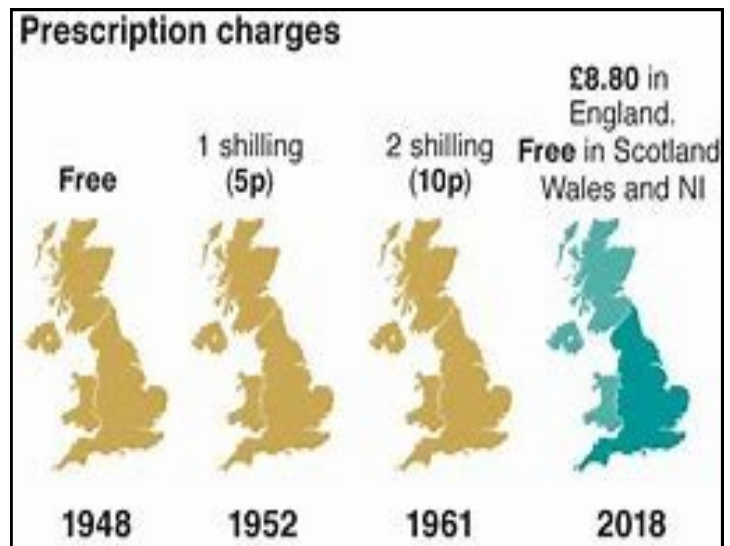 Prescription charges
Free
1 shilling
(5p)
2 shilling
(10p)
£8.80 in
England.
Free in Scotland
Wales and NI
1948
1952
1961
2018